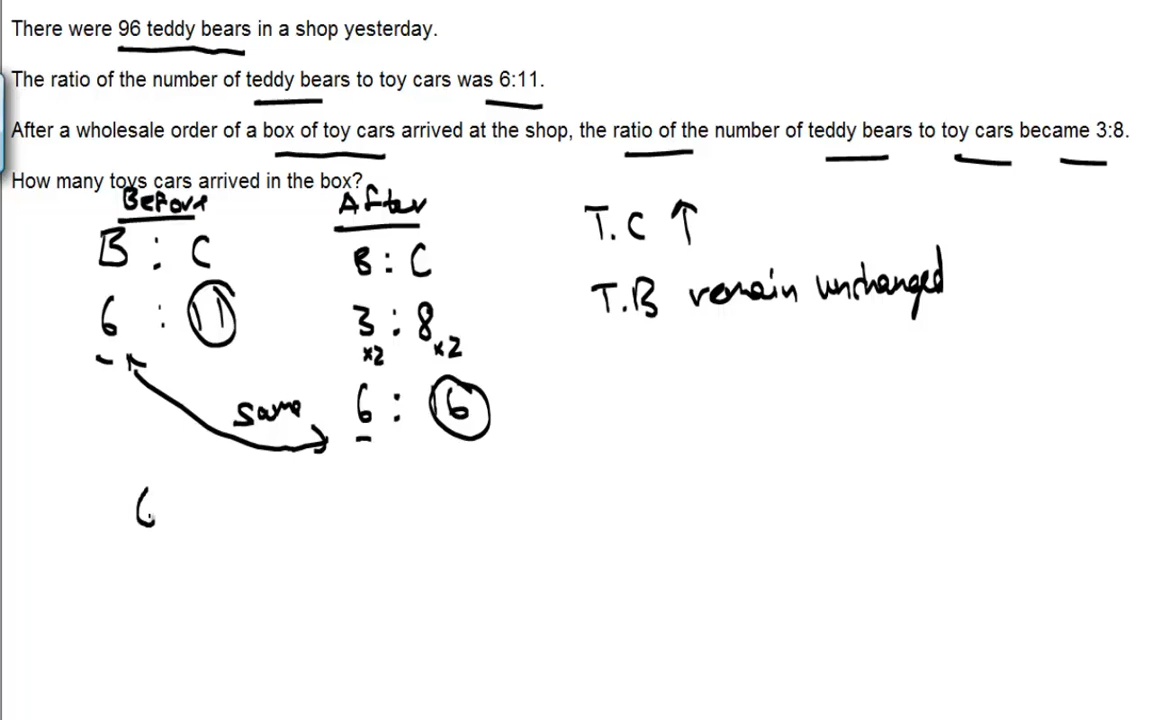 There were 96 teddy bears in a shop yesterday.
The ratio of the number of teddy bears to toy cars was 6:11.
After a wholesale order of a box of toy cars arrived at the shop, the ratio of the number of teddy bears to toy cars became 3:8.
How many toys cars arrived in the box?
Before After
B : C
B : C
T.C ↑
6 : 11
3 : 8
T.B remain unchanged
×2 ×2
Same
6 : 16
6